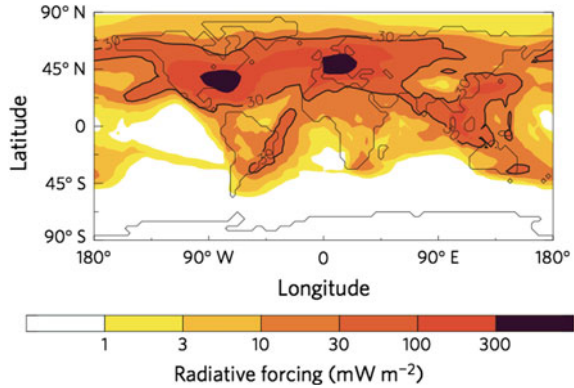 90° N
45° N
0
45° S
90° S
Latitude
30
30
30
180°
90° W
0
90° E
180°
Longitude
1
3
10
30
100
300
Radiative forcing (mW m⁻²)